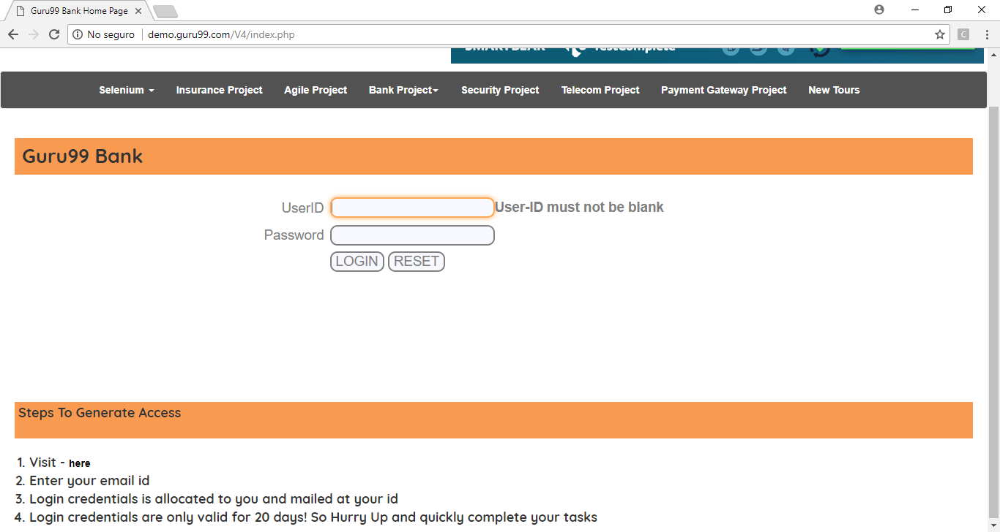 Guru99 Bank Home Page
No seguro demo.guru99.com/V4/index.php
C
SMARTBEAR TestComplete
Selenium Insurance Project Agile Project Bank Project Security Project Telecom Project Payment Gateway Project New Tours
Guru99 Bank
UserID User-ID must not be blank
Password
LOGIN RESET
Steps To Generate Access
1. Visit - here
2. Enter your email id
3. Login credentials is allocated to you and mailed at your id
4. Login credentials are only valid for 20 days! So Hurry Up and quickly complete your tasks